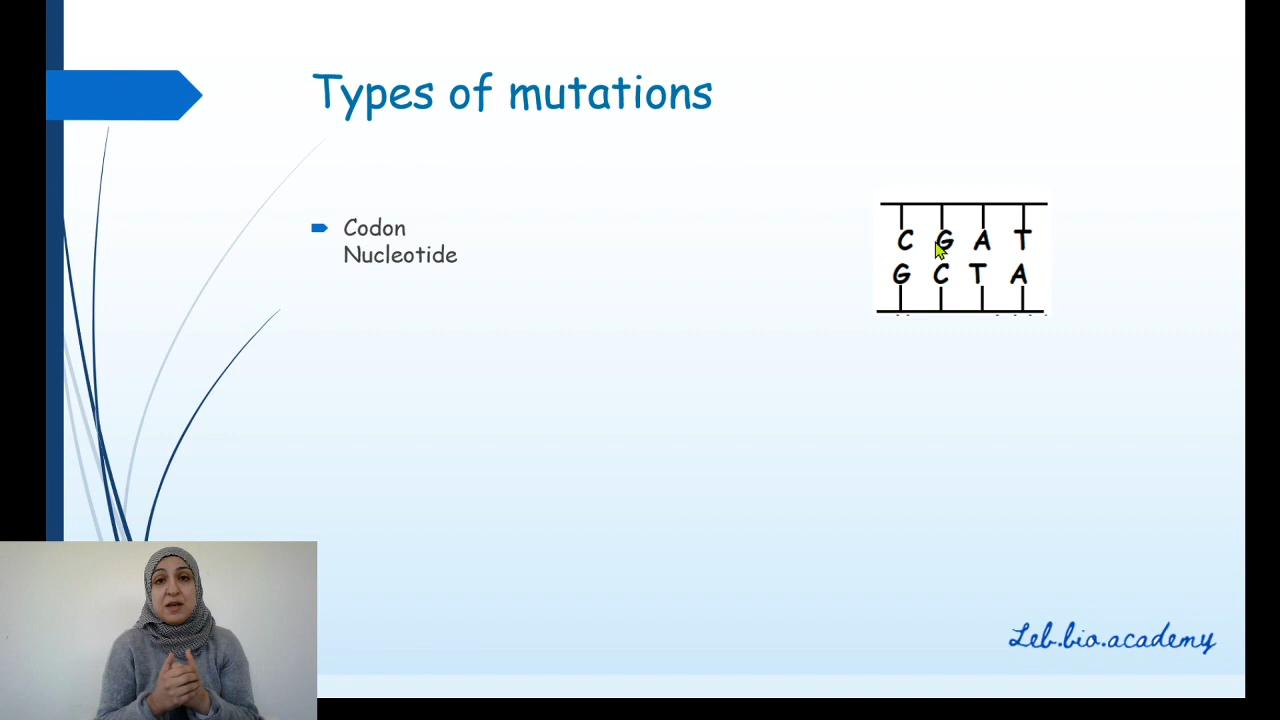 Types of mutations
Codon
Nucleotide
C G A T
G C T A
Leb.bio.academy